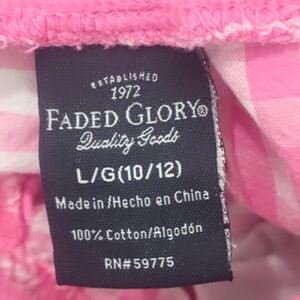 ESTABLISHED
1972
FADED GLORY®
Quality Goods
L/G(10/12)
Made in/Hecho en China
100% Cotton/Algodón
RN#59775